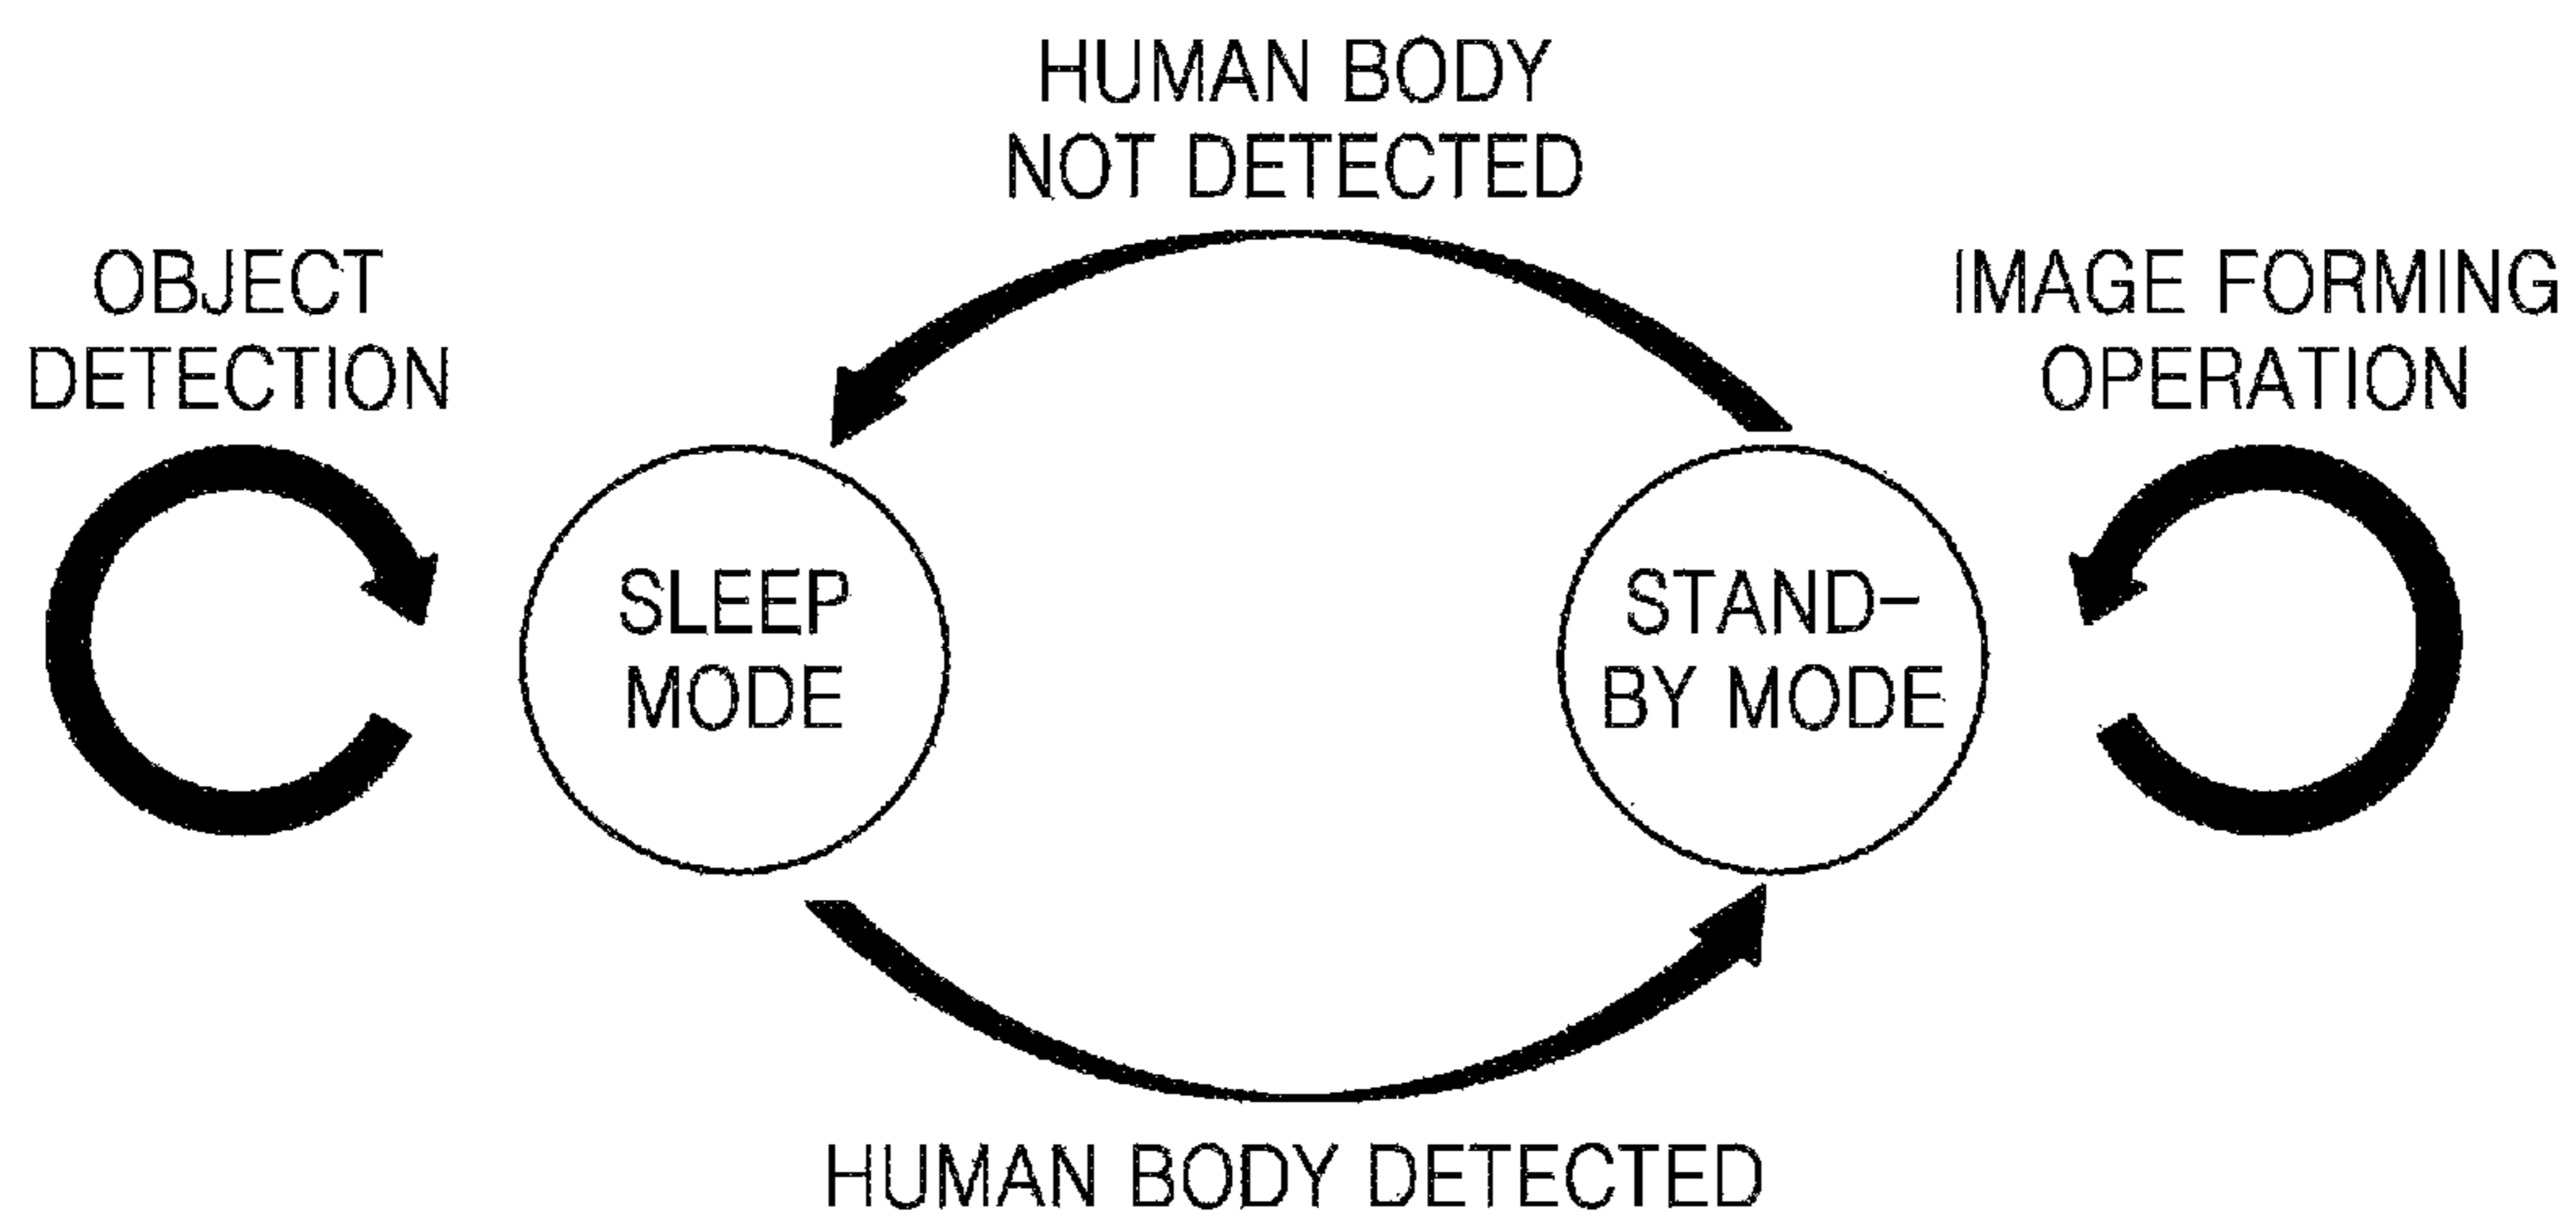 HUMAN BODY
NOT DETECTED
OBJECT
DETECTION
IMAGE FORMING
OPERATION
SLEEP
MODE
STAND-
BY MODE
HUMAN BODY DETECTED